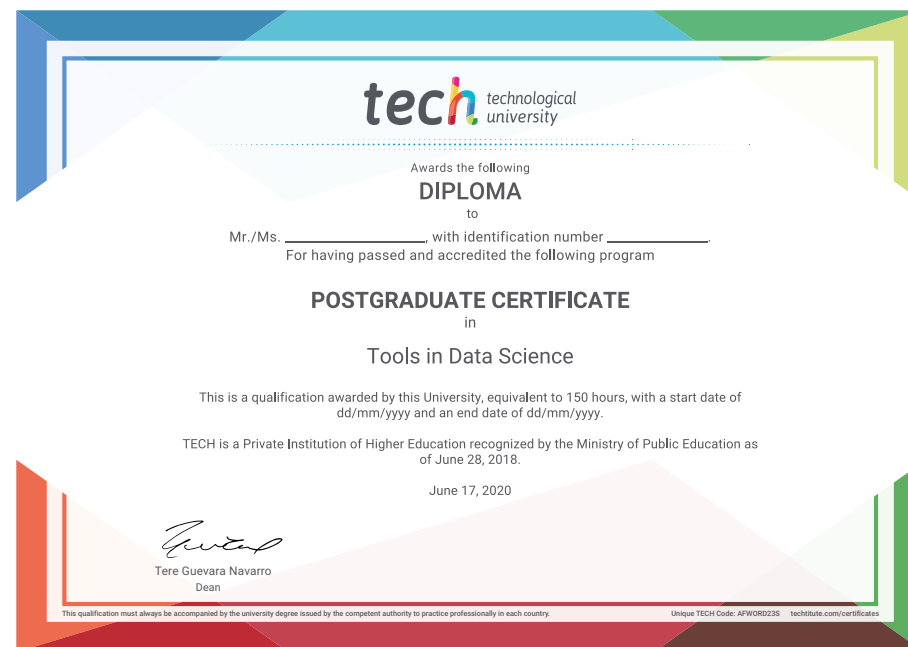 tech technological
university
Awards the following
DIPLOMA
to
Mr./Ms. ____________________, with identification number ______________.
For having passed and accredited the following program
POSTGRADUATE CERTIFICATE
in
Tools in Data Science
This is a qualification awarded by this University, equivalent to 150 hours, with a start date of
dd/mm/yyyy and an end date of dd/mm/yyyy.
TECH is a Private Institution of Higher Education recognized by the Ministry of Public Education as
of June 28, 2018.
June 17, 2020
Tere Guevara Navarro
Dean
This qualification must always be accompanied by the university degree issued by the competent authority to practice professionally in each country. Unique TECH Code: AFWORD23S techtitute.com/certificates